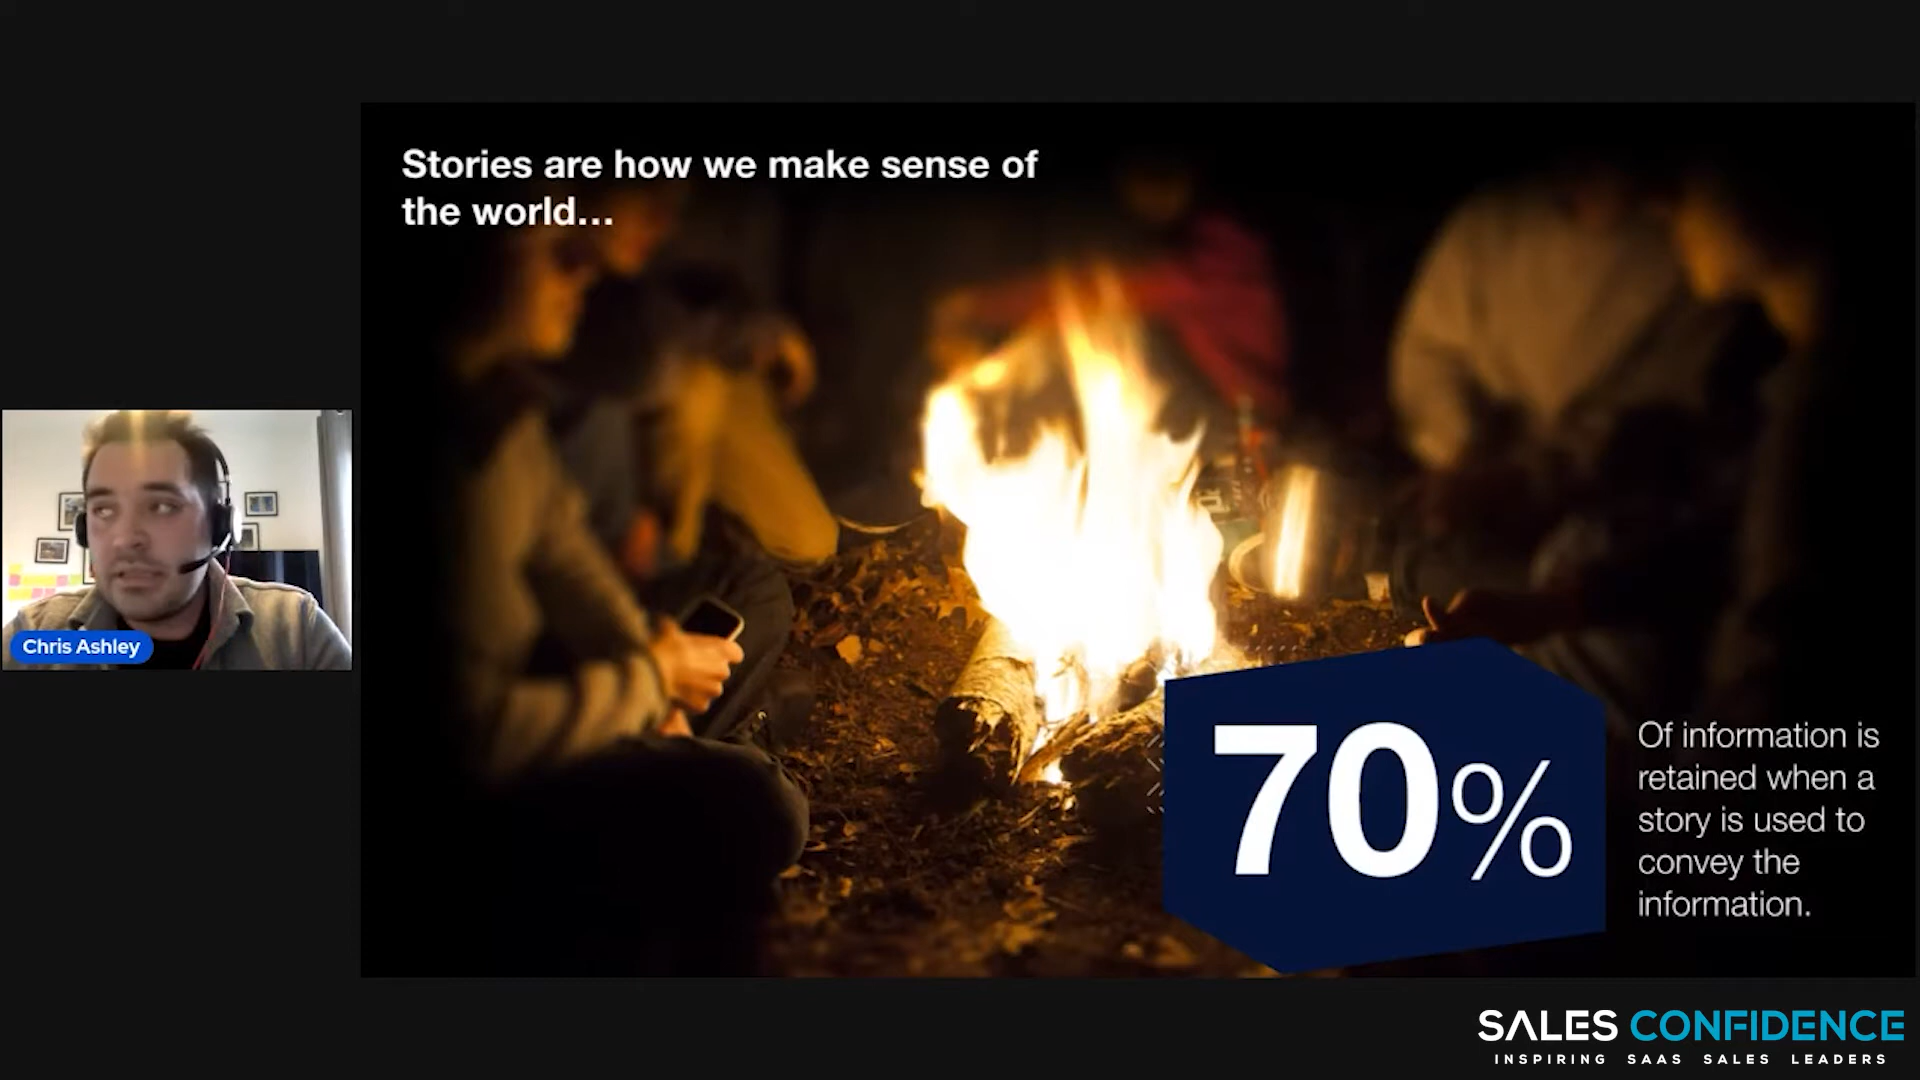 Stories are how we make sense of
the world...
Chris Ashley
70%
Of information is
retained when a
story is used to
convey the
information.
SALES CONFIDENCE
INSPIRING SAAS SALES LEADERS